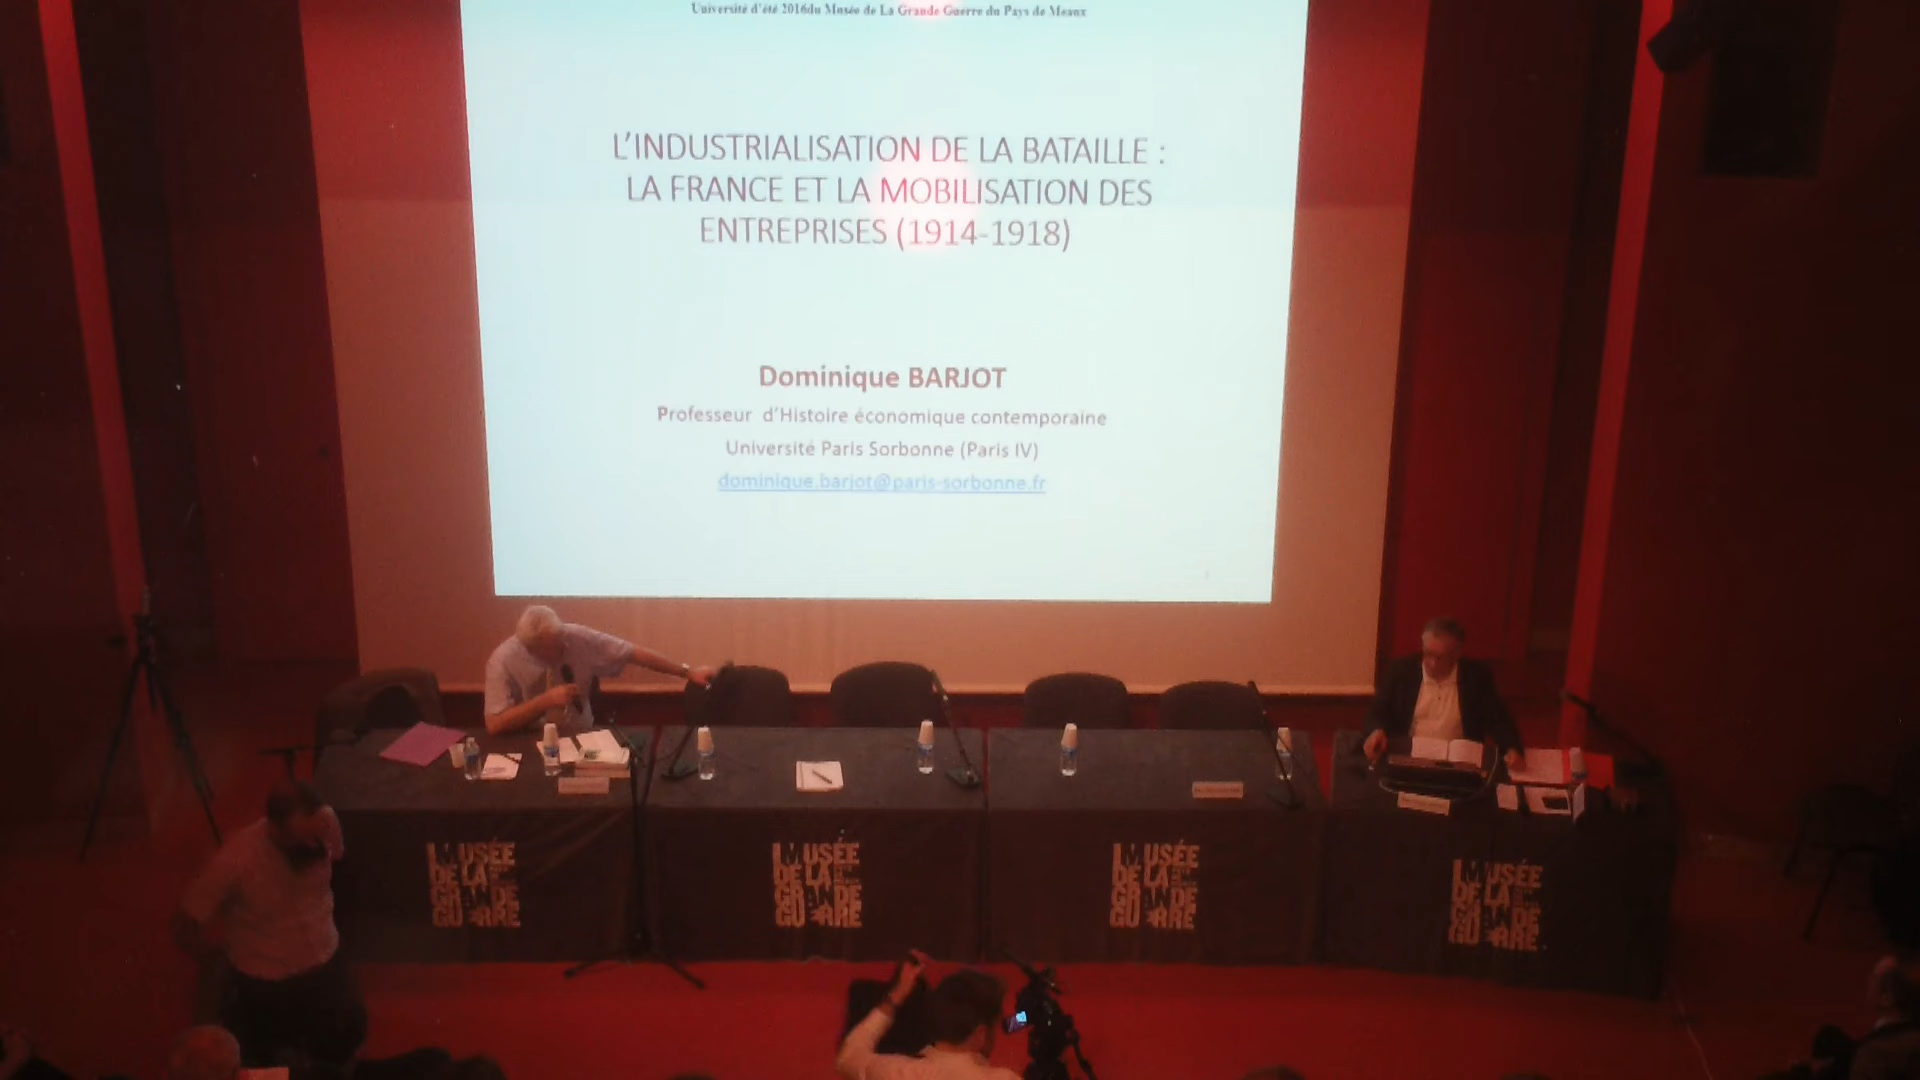 Université d'été 2016du Musée de La Grande Guerre du Pays de Meaux
L'INDUSTRIALISATION DE LA BATAILLE :
LA FRANCE ET LA MOBILISATION DES
ENTREPRISES (1914-1918)
Dominique BARJOT
Professeur d'Histoire économique contemporaine
Université Paris Sorbonne (Paris IV)
dominique.barjot@paris-sorbonne.fr
MUSÉE
DE LA
GRANDE
GUERRE
MUSÉE
DE LA
GRANDE
GUERRE
MUSÉE
DE LA
GRANDE
GUERRE
MUSÉE
DE LA
GRANDE
GUERRE